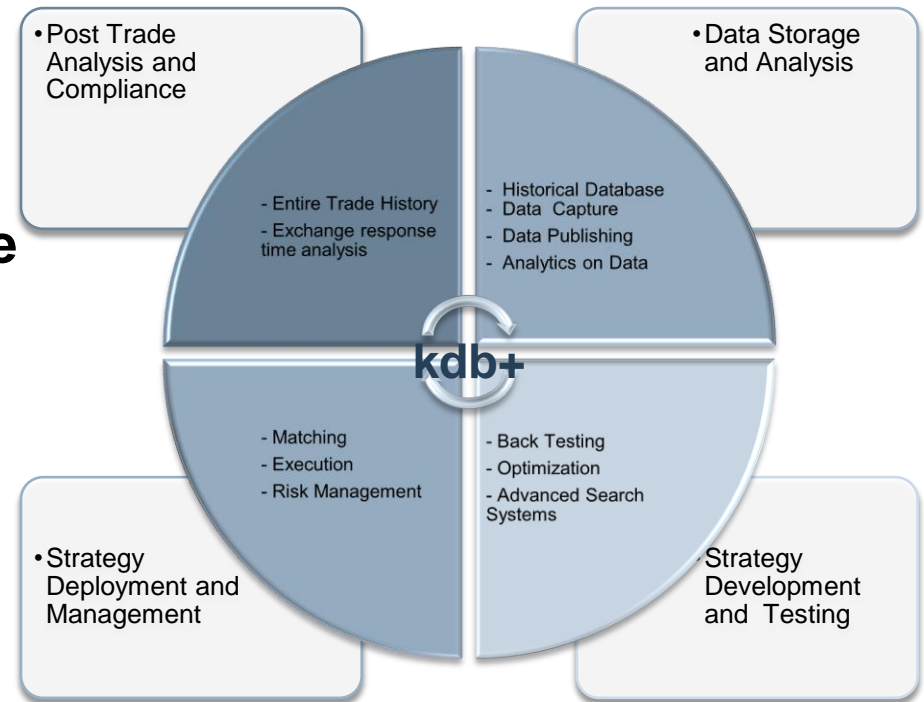 •Post Trade
Analysis and
Compliance
•Data Storage
and Analysis
- Entire Trade History
- Exchange response
time analysis
- Historical Database
- Data Capture
- Data Publishing
- Analytics on Data
e
kdb+
- Matching
- Execution
- Risk Management
- Back Testing
- Optimization
- Advanced Search
Systems
•Strategy
Deployment and
Management
•Strategy
Development
and Testing